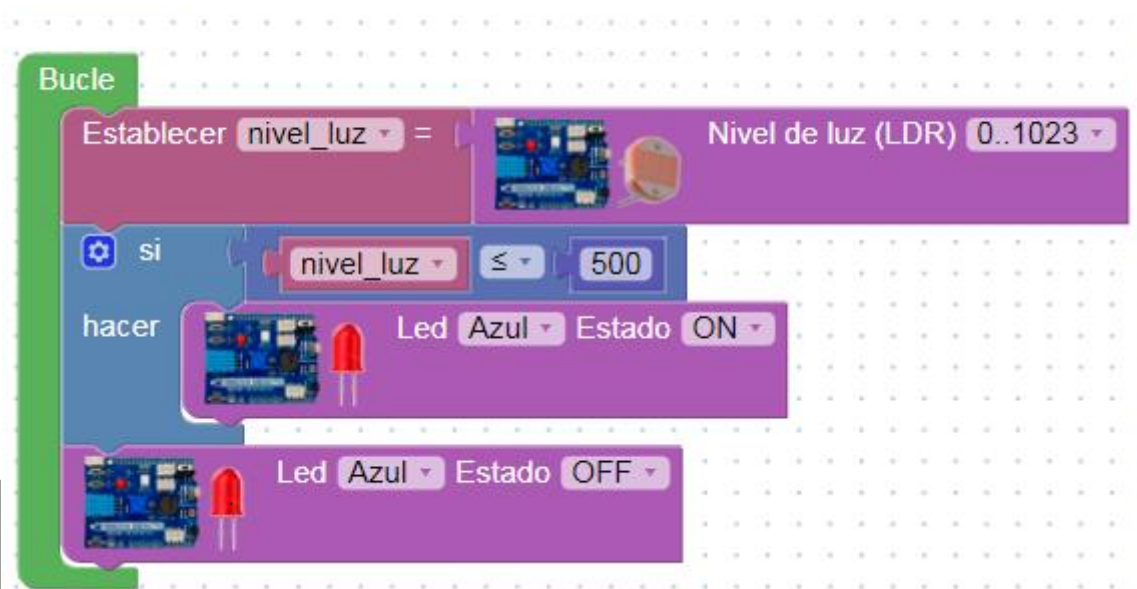 Bucle
Establecer nivel_luz = Nivel de luz (LDR) 0..1023
si nivel_luz ≤ 500
hacer Led Azul Estado ON
Led Azul Estado OFF